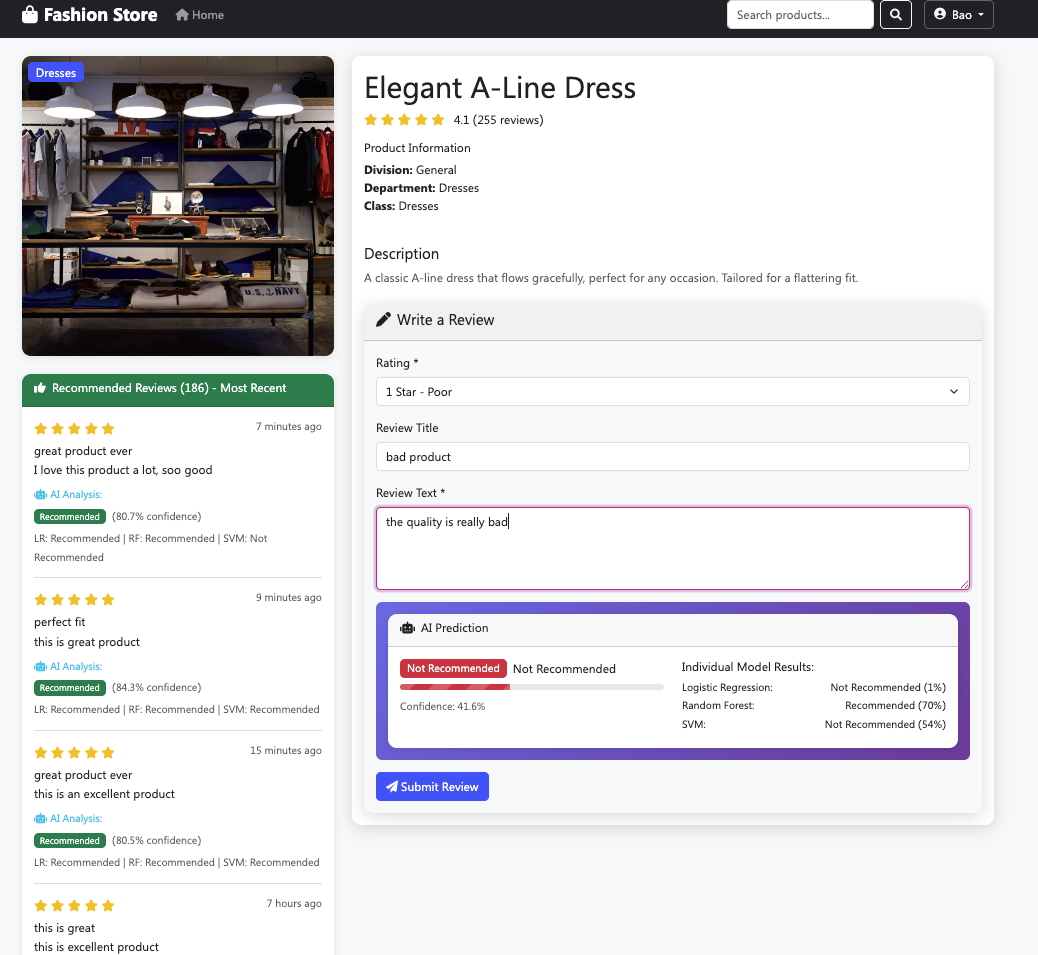 Fashion Store
Home
Search products...
Bao
Dresses
U.S. NAVY
Elegant A-Line Dress
4.1 (255 reviews)
Product Information
Division: General
Department: Dresses
Class: Dresses
Description
A classic A-line dress that flows gracefully, perfect for any occasion. Tailored for a flattering fit.
Write a Review
Rating *
1 Star - Poor
Review Title
bad product
Review Text *
the quality is really bad
AI Prediction
Not Recommended Not Recommended
Confidence: 41.6%
Individual Model Results:
Logistic Regression: Not Recommended (1%)
Random Forest: Recommended (70%)
SVM: Not Recommended (54%)
Submit Review
Recommended Reviews (186) - Most Recent
7 minutes ago
great product ever
I love this product a lot, soo good
AI Analysis:
Recommended (80.7% confidence)
LR: Recommended | RF: Recommended | SVM: Not
Recommended
9 minutes ago
perfect fit
this is great product
AI Analysis:
Recommended (84.3% confidence)
LR: Recommended | RF: Recommended | SVM: Recommended
15 minutes ago
great product ever
this is an excellent product
AI Analysis:
Recommended (80.5% confidence)
LR: Recommended | RF: Recommended | SVM: Recommended
7 hours ago
this is great
this is excellent product